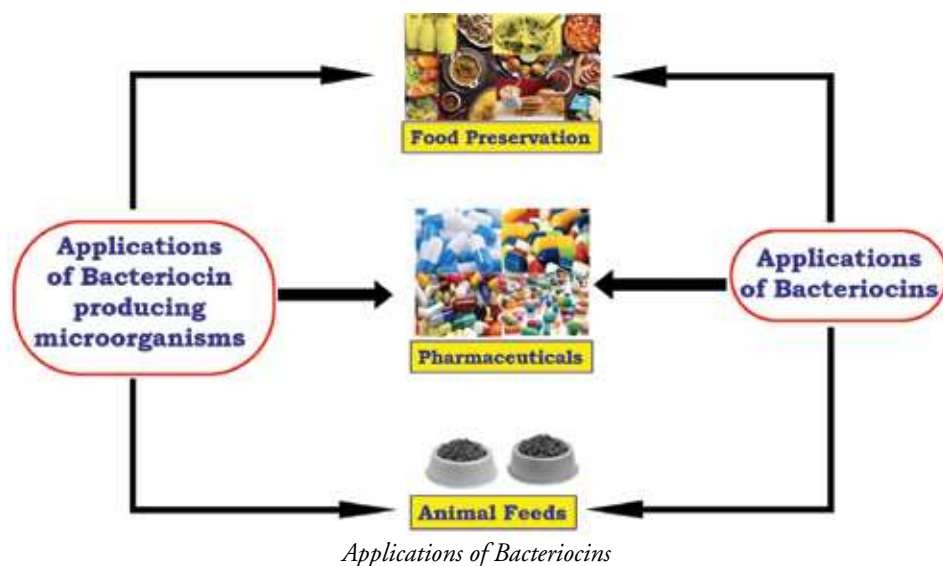 Food Preservation
Applications
of Bacteriocin
producing
microorganisms
Applications
of Bacteriocins
Pharmaceuticals
Animal Feeds
Applications of Bacteriocins